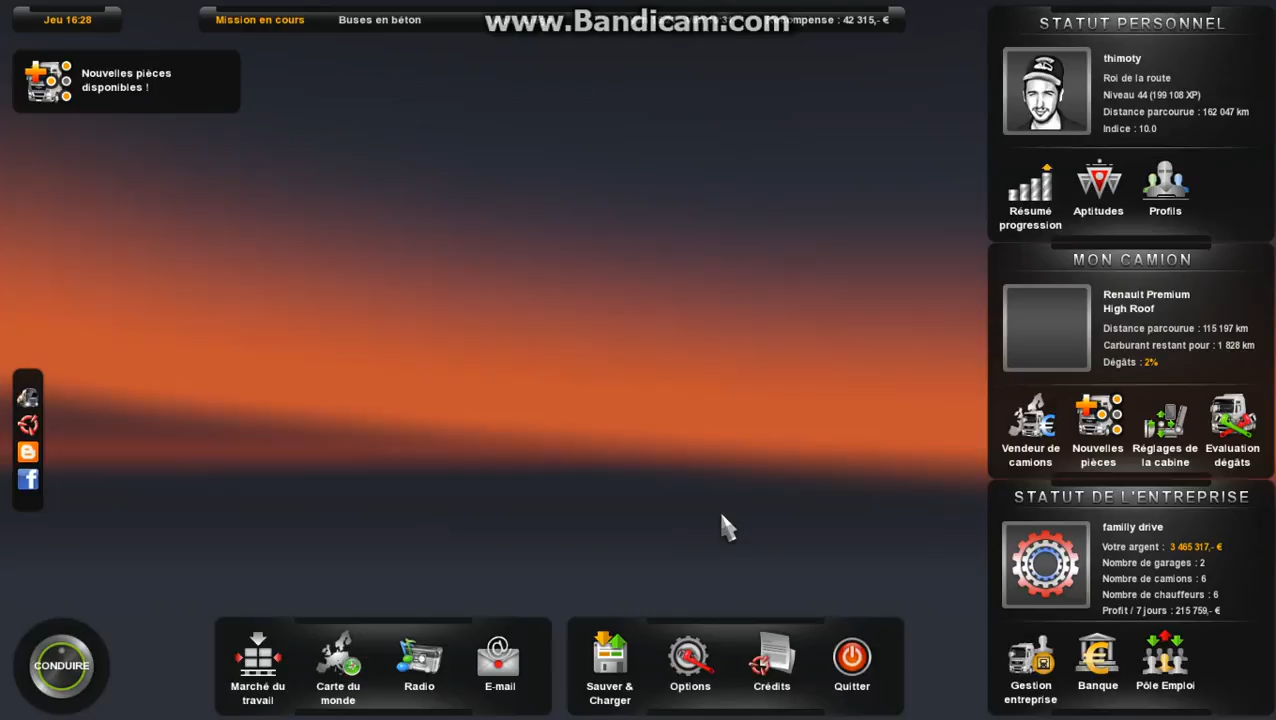 Jeu 16:28
Mission en cours
Buses en béton
www.Bandicam.com
ompense : 42 315,- €
Nouvelles pièces
disponibles !
STATUT PERSONNEL
thimoty
Roi de la route
Niveau 44 (199 108 XP)
Distance parcourue : 162 047 km
Indice : 10.0
Résumé
progression
Aptitudes
Profils
MON CAMION
Renault Premium
High Roof
Distance parcourue : 115 197 km
Carburant restant pour : 1 828 km
Dégâts : 2%
Vendeur de
camions
Nouvelles
pièces
Réglages de
la cabine
Evaluation
dégâts
STATUT DE L'ENTREPRISE
familly drive
Votre argent : 3 465 317,- €
Nombre de garages : 2
Nombre de camions : 6
Nombre de chauffeurs : 6
Profit / 7 jours : 215 759,- €
Gestion
entreprise
Banque
Pôle Emploi
CONDUIRE
Marché du
travail
Carte du
monde
Radio
E-mail
Sauver &
Charger
Options
Crédits
Quitter